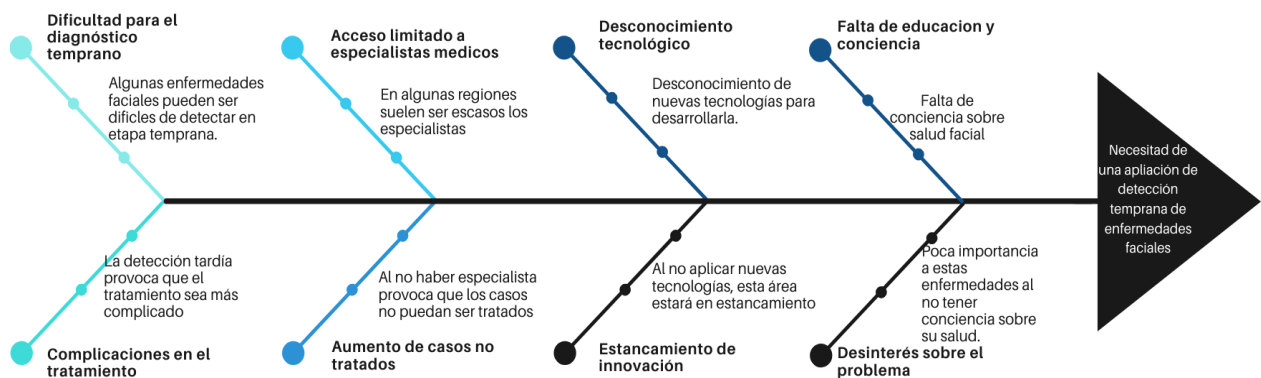 Dificultad para el
diagnóstico
temprano
Algunas enfermedades
faciales pueden ser
dificles de detectar en
etapa temprana.
Acceso limitado a
especialistas medicos
En algunas regiones
suelen ser escasos los
especialistas
Desconocimiento
tecnológico
Desconocimiento de
nuevas tecnologías para
desarrollarla.
Falta de educacion y
conciencia
Falta de
conciencia sobre
salud facial
Necesitad de
una apliación de
detección
temprana de
enfermedades
faciales
La detección tardía
provoca que el
tratamiento sea más
complicado
Complicaciones en el
tratamiento
Al no haber especialista
provoca que los casos
no puedan ser tratados
Aumento de casos no
tratados
Al no aplicar nuevas
tecnologías, esta área
estará en estancamiento
Estancamiento de
innovación
Poca importancia
a estas
enfermedades al
no tener
conciencia sobre
su salud.
Desinterés sobre el
problema